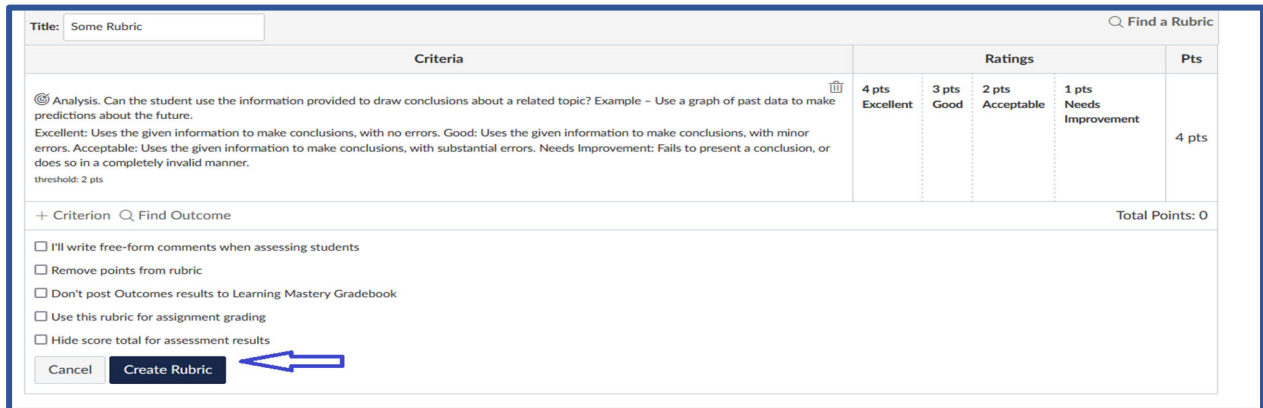 Title: Some Rubric
Find a Rubric
Criteria Ratings Pts
Analysis. Can the student use the information provided to draw conclusions about a related topic? Example – Use a graph of past data to make
predictions about the future.
Excellent: Uses the given information to make conclusions, with no errors. Good: Uses the given information to make conclusions, with minor
errors. Acceptable: Uses the given information to make conclusions, with substantial errors. Needs Improvement: Fails to present a conclusion, or
does so in a completely invalid manner.
threshold: 2 pts
4 pts
Excellent
3 pts
Good
2 pts
Acceptable
1 pts
Needs
Improvement
4 pts
+ Criterion Find Outcome
Total Points: 0
I'll write free-form comments when assessing students
Remove points from rubric
Don't post Outcomes results to Learning Mastery Gradebook
Use this rubric for assignment grading
Hide score total for assessment results
Cancel Create Rubric